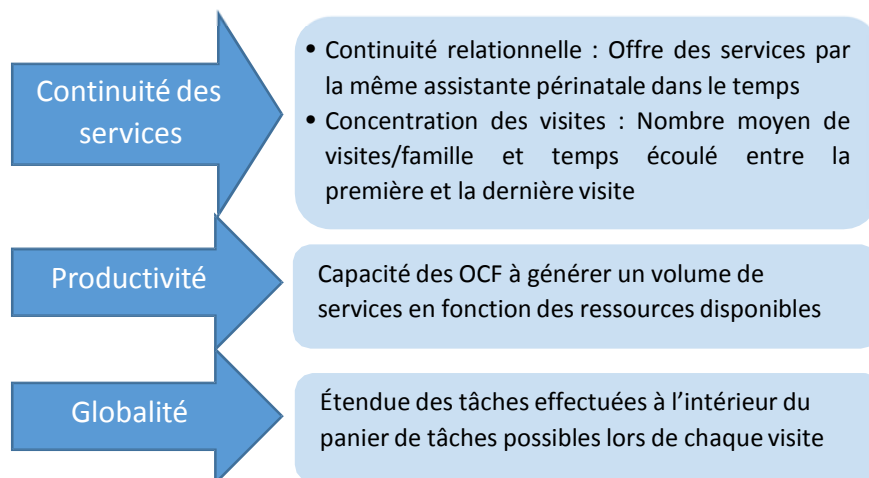 Continuité des
services
• Continuité relationnelle : Offre des services par
la même assistante périnatale dans le temps
• Concentration des visites : Nombre moyen de
visites/famille et temps écoulé entre la
première et la dernière visite
Productivité
Capacité des OCF à générer un volume de
services en fonction des ressources disponibles
Globalité
Étendue des tâches effectuées à l’intérieur du
panier de tâches possibles lors de chaque visite